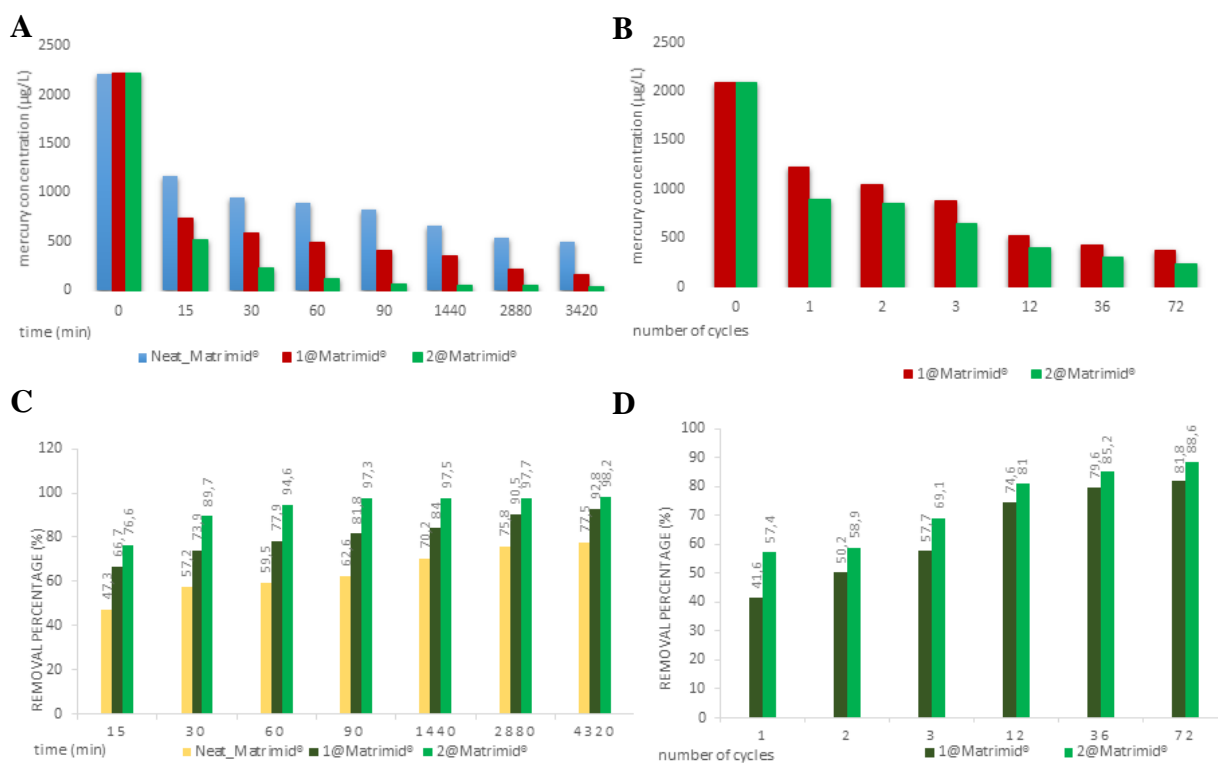 A
mercury concentration (µg/L)
2500
2000
1500
1000
500
0
0 15 30 60 90 1440 2880 3420
time (min)
Neat_Matrimid® 1@Matrimid® 2@Matrimid®
B
mercury concentration (µg/L)
2500
2000
1500
1000
500
0
0 1 2 3 12 36 72
number of cycles
1@Matrimid® 2@Matrimid®
C
REMOVAL PERCENTAGE (%)
120
100
80
60
40
20
0
47,3 66,7 76,6
57,2 73,9 89,7
59,5 77,9 94,6
62,6 81,8 97,3
70,2 84 97,5
75,8 90,5 97,7
77,5 92,8 98,2
15 30 60 90 1440 2880 4320
time (min)
Neat_Matrimid® 1@Matrimid® 2@Matrimid®
D
REMOVAL PERCENTAGE (%)
100
90
80
70
60
50
40
30
20
10
0
41,6 57,4
50,2 58,9
57,7 69,1
74,6 81
79,6 85,2
81,8 88,6
1 2 3 12 36 72
number of cycles
1@Matrimid® 2@Matrimid®